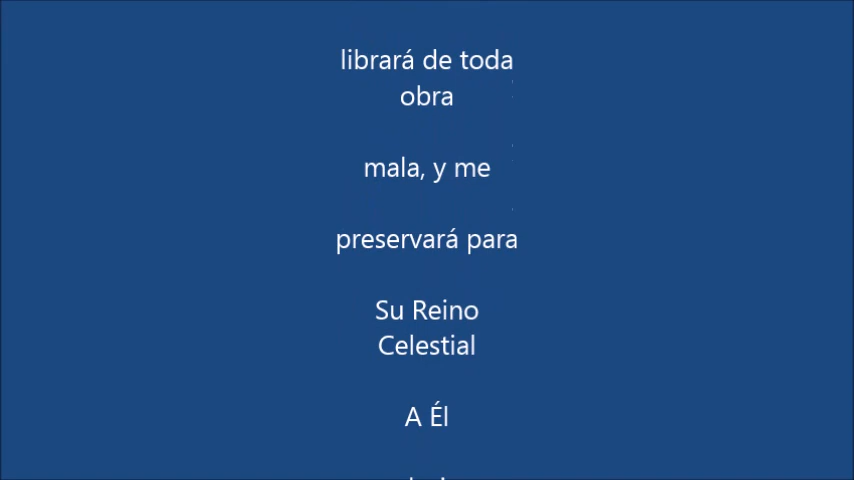 librará de toda
obra
mala, y me
preservará para
Su Reino
Celestial
A Él